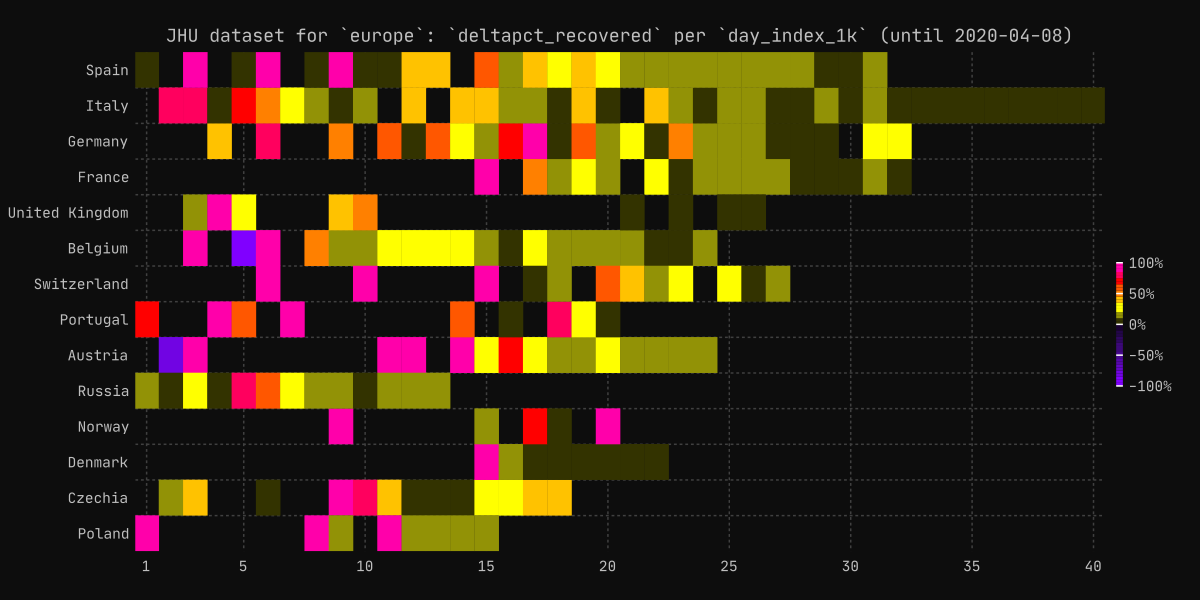 JHU dataset for `europe`: `deltapct_recovered` per `day_index_1k` (until 2020-04-08)
Spain
Italy
Germany
France
United Kingdom
Belgium
Switzerland
Portugal
Austria
Russia
Norway
Denmark
Czechia
Poland
1 5 10 15 20 25 30 35 40
100%
50%
0%
-50%
-100%